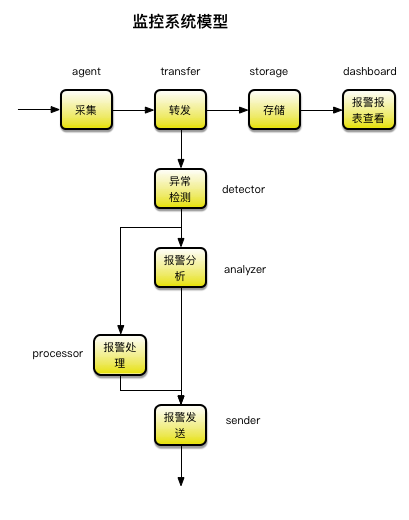 监控系统模型
agent
transfer
storage
dashboard
采集
转发
存储
报警报
表查看
异常
检测
detector
报警分
析
analyzer
报警处
理
processor
报警发
送
sender